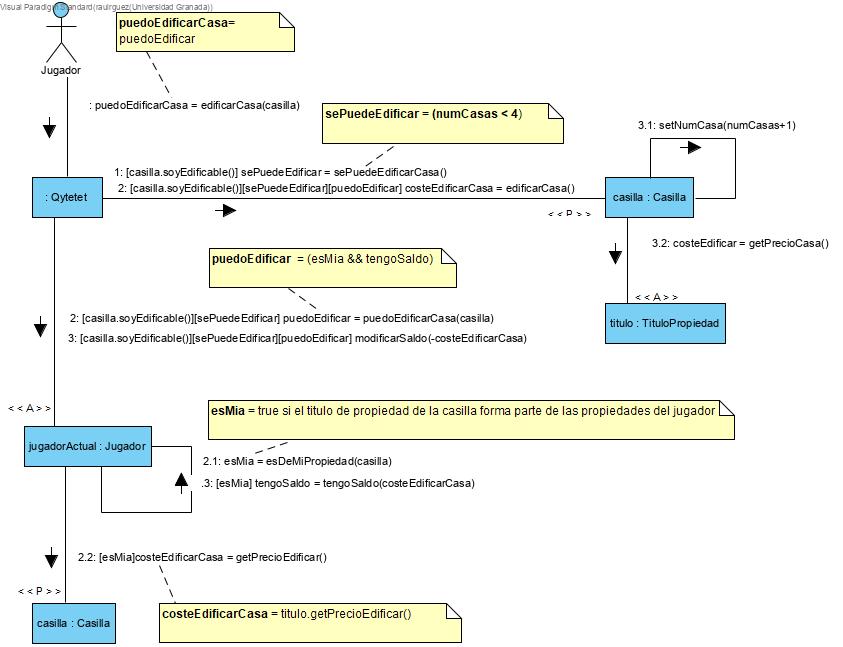 Visual Paradigm Standard(raulrguez(Universidad Granada))
puedoEdificarCasa=
puedoEdificar
Jugador
: puedoEdificarCasa = edificarCasa(casilla)
sePuedeEdificar = (numCasas < 4)
3.1: setNumCasa(numCasas+1)
1: [casilla.soyEdificable()] sePuedeEdificar = sePuedeEdificarCasa()
2: [casilla.soyEdificable()][sePuedeEdificar][puedoEdificar] costeEdificarCasa = edificarCasa()
: Qytetet
casilla : Casilla
<<P>>
3.2: costeEdificar = getPrecioCasa()
puedoEdificar = (esMia && tengoSaldo)
<<A>>
titulo : TituloPropiedad
2: [casilla.soyEdificable()][sePuedeEdificar] puedoEdificar = puedoEdificarCasa(casilla)
3: [casilla.soyEdificable()][sePuedeEdificar][puedoEdificar] modificarSaldo(-costeEdificarCasa)
<<A>>
esMia = true si el titulo de propiedad de la casilla forma parte de las propiedades del jugador
jugadorActual : Jugador
2.1: esMia = esDeMiPropiedad(casilla)
.3: [esMia] tengoSaldo = tengoSaldo(costeEdificarCasa)
2.2: [esMia]costeEdificarCasa = getPrecioEdificar()
<<P>>
casilla : Casilla
costeEdificarCasa = titulo.getPrecioEdificar()